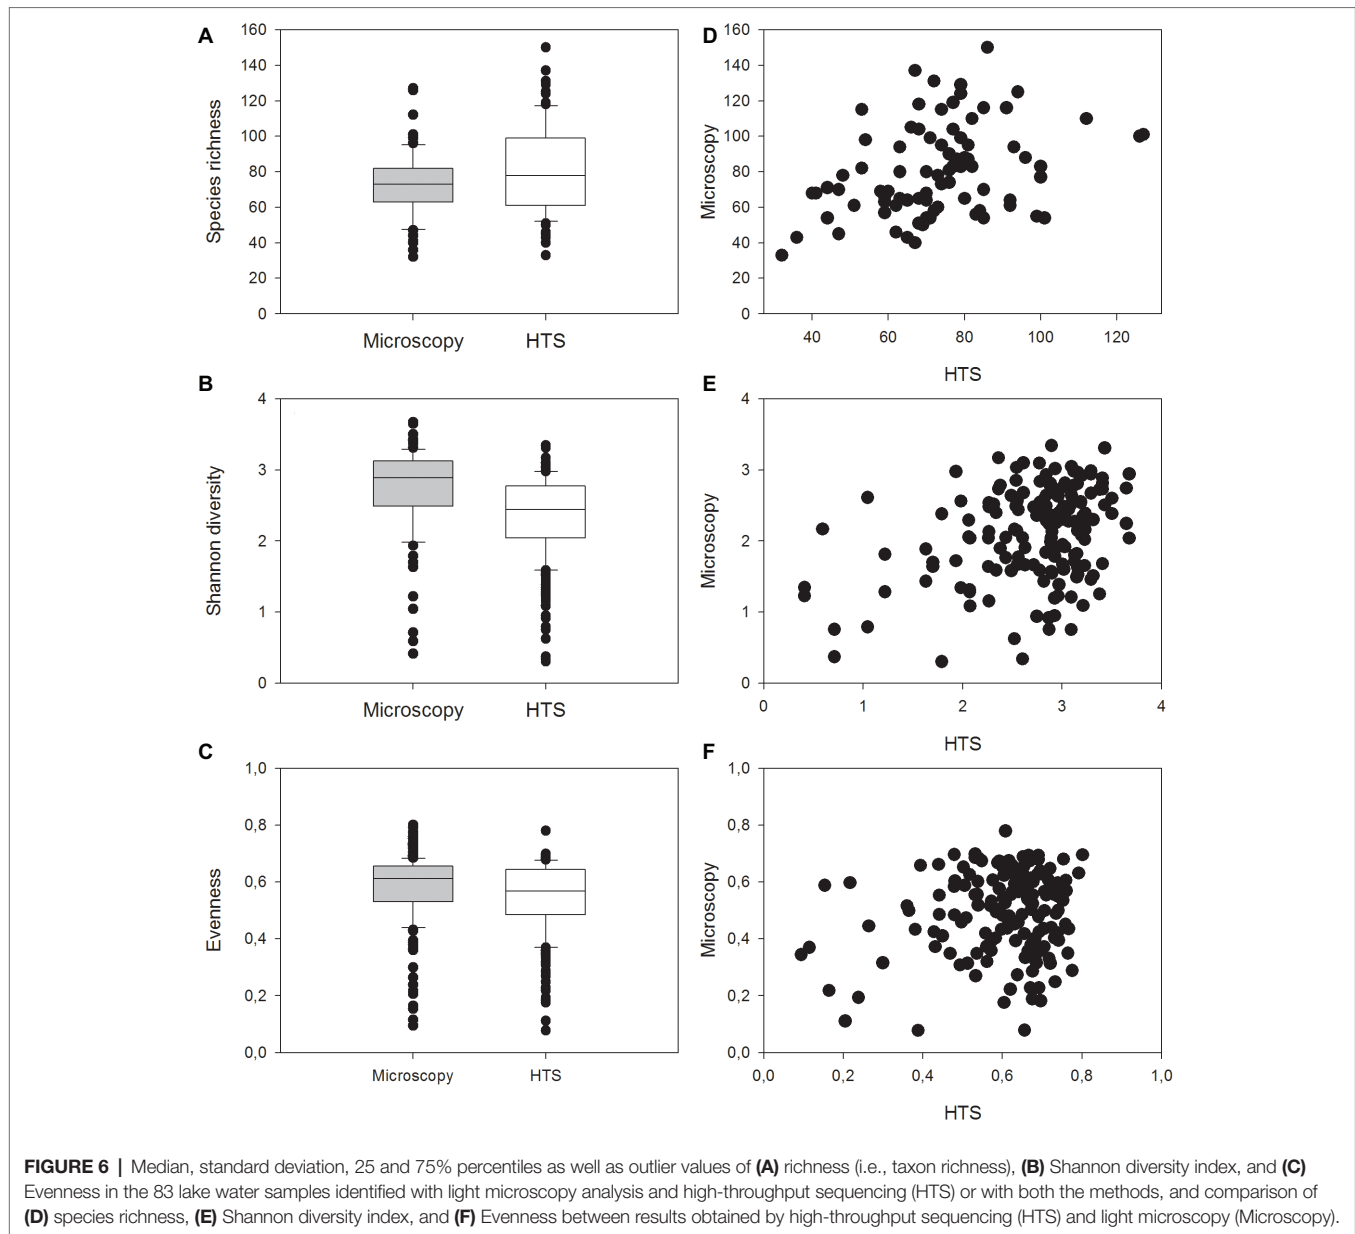 A
160
140
120
100
80
60
40
20
0
Species richness
Microscopy
HTS
D
160
140
120
100
80
60
40
20
0
Microscopy
40
60
80
100
120
HTS
B
4
3
2
1
0
Shannon diversity
Microscopy
HTS
E
4
3
2
1
0
Microscopy
0
1
2
3
4
HTS
C
1,0
0,8
0,6
0,4
0,2
0,0
Evenness
Microscopy
HTS
F
1,0
0,8
0,6
0,4
0,2
0,0
Microscopy
0,0
0,2
0,4
0,6
0,8
1,0
HTS
FIGURE 6 | Median, standard deviation, 25 and 75% percentiles as well as outlier values of (A) richness (i.e., taxon richness), (B) Shannon diversity index, and (C)
Evenness in the 83 lake water samples identified with light microscopy analysis and high-throughput sequencing (HTS) or with both the methods, and comparison of
(D) species richness, (E) Shannon diversity index, and (F) Evenness between results obtained by high-throughput sequencing (HTS) and light microscopy (Microscopy).